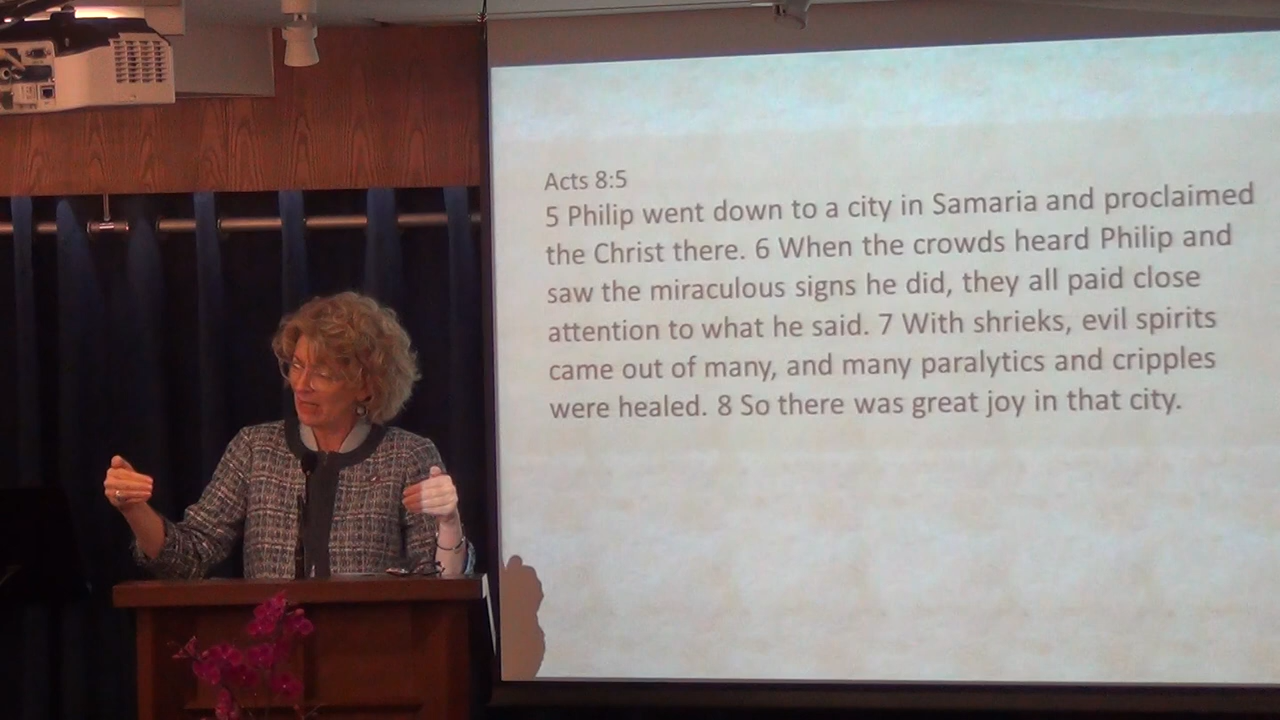 Acts 8:5
5 Philip went down to a city in Samaria and proclaimed
the Christ there. 6 When the crowds heard Philip and
saw the miraculous signs he did, they all paid close
attention to what he said. 7 With shrieks, evil spirits
came out of many, and many paralytics and cripples
were healed. 8 So there was great joy in that city.